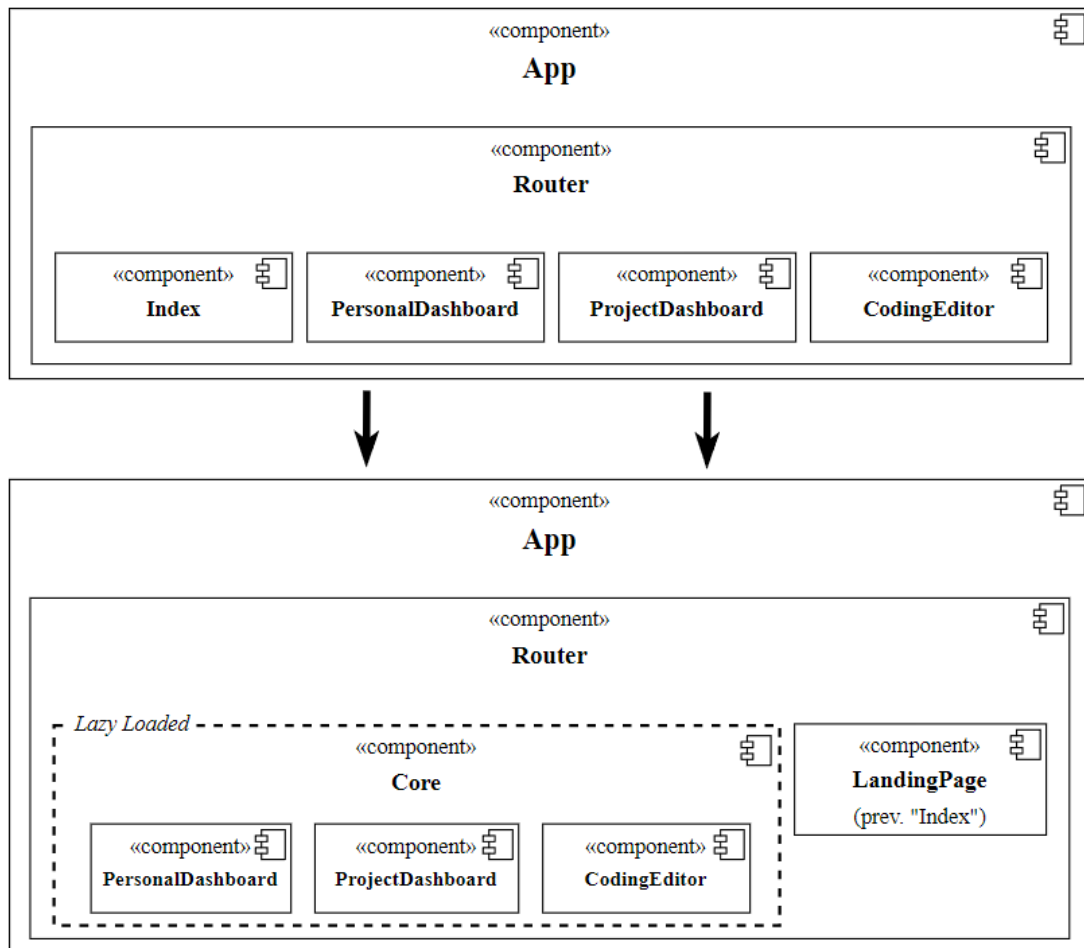 «component»
App
«component»
Router
«component»
Index
«component»
PersonalDashboard
«component»
ProjectDashboard
«component»
CodingEditor
«component»
App
«component»
Router
Lazy Loaded
«component»
Core
«component»
PersonalDashboard
«component»
ProjectDashboard
«component»
CodingEditor
«component»
LandingPage
(prev. "Index")